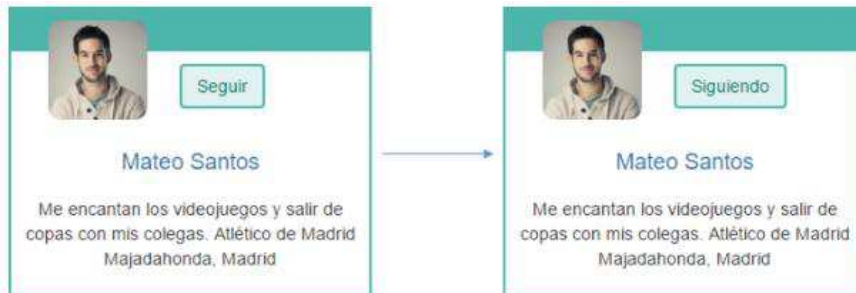 Seguir
Mateo Santos
Me encantan los videojuegos y salir de
copas con mis colegas. Atlético de Madrid
Majadahonda, Madrid
Siguiendo
Mateo Santos
Me encantan los videojuegos y salir de
copas con mis colegas. Atlético de Madrid
Majadahonda, Madrid